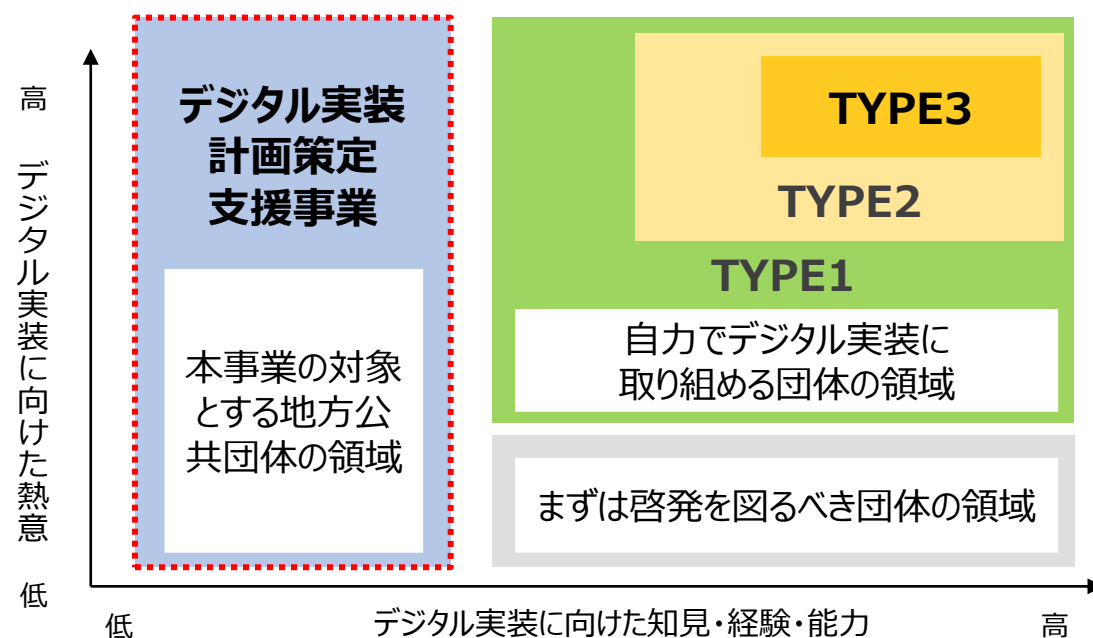 高
デジタル実装に向けた熱意
低
デジタル実装
計画策定
支援事業
本事業の対象
とする地方公
共団体の領域
TYPE3
TYPE2
TYPE1
自力でデジタル実装に
取り組める団体の領域
まずは啓発を図るべき団体の領域
低
デジタル実装に向けた知見・経験・能力
高